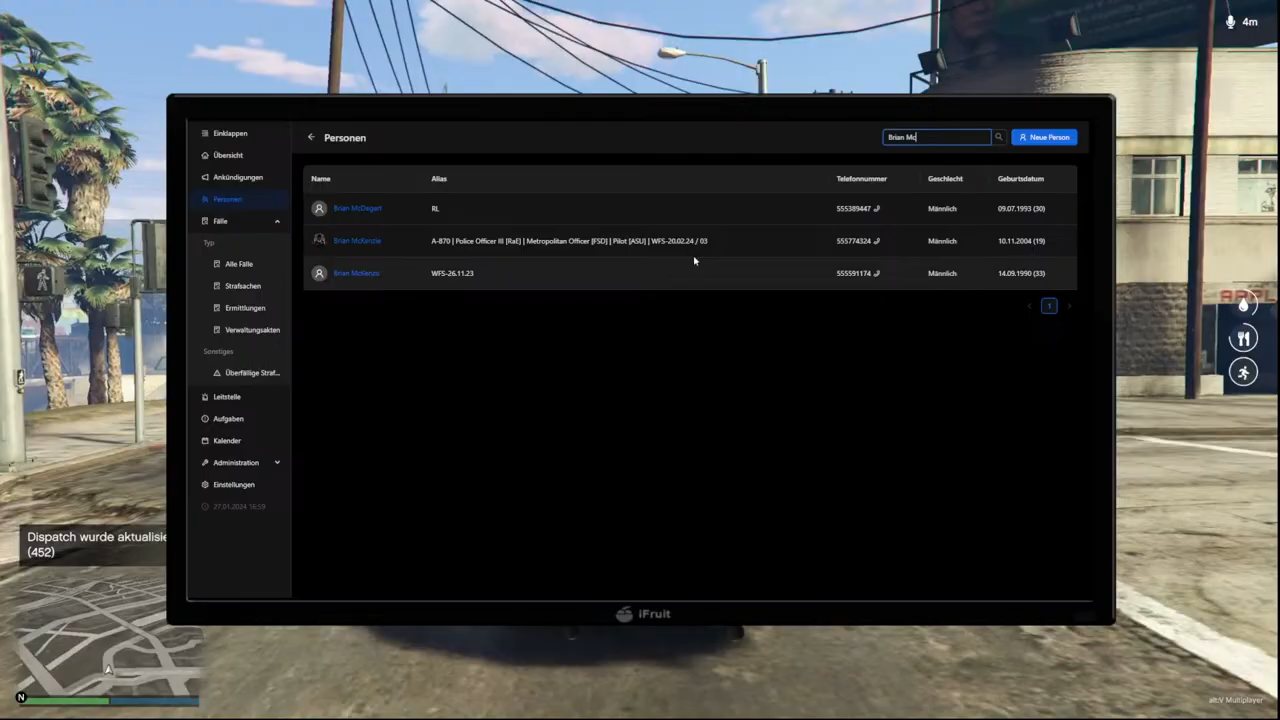 4m
Einklappen
Übersicht
Ankündigungen
Personen
Fälle
Typ
Alle Fälle
Strafsachen
Ermittlungen
Verwaltungsakten
Sonstiges
Überfällige Straf...
Leitstelle
Aufgaben
Kalender
Administration
Einstellungen
27.01.2024 16:59
Personen
Brian Mc
Neue Person
Name Alias Telefonnummer Geschlecht Geburtsdatum
Brian McDegert RL 555389447 Männlich 09.07.1993 (30)
Brian McKenzie A-870 | Police Officer III [RaE] | Metropolitan Officer [FSD] | Pilot [ASU] | WFS-20.02.24 / 03 555774324 Männlich 10.11.2004 (19)
Brian McKenzo WFS-26.11.23 555591174 Männlich 14.09.1990 (33)
1
iFruit
Dispatch wurde aktualisie
(452)
N
alt:V Multiplayer